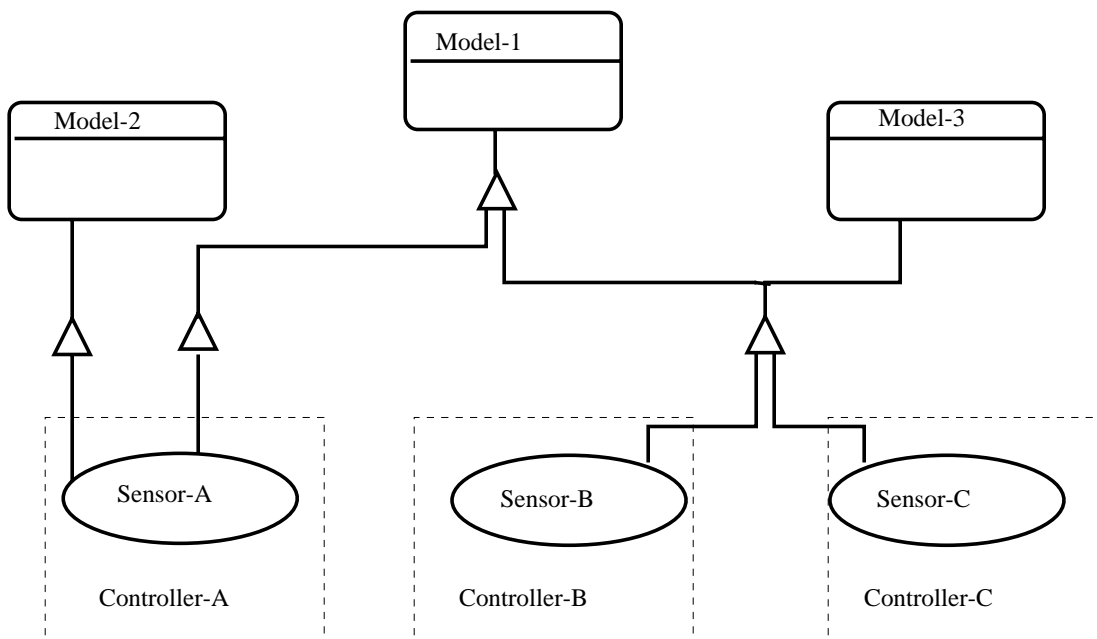 Model-1
Model-2
Model-3
Sensor-A
Sensor-B
Sensor-C
Controller-A
Controller-B
Controller-C